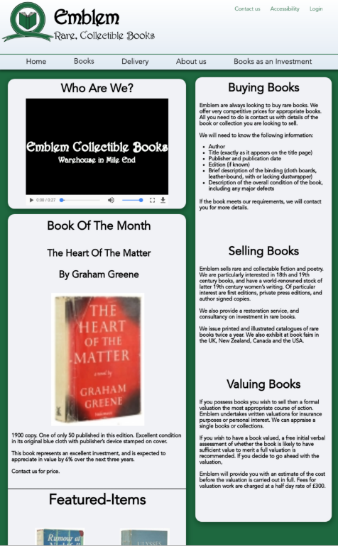 Emblem
Rare, Collectible Books
Contact us Accessibility Login
Home Books Delivery About us Books as an Investment
Who Are We?
Emblem Collectible Books
Warehouse in Mile End
Book Of The Month
The Heart Of The Matter
By Graham Greene
THE
HEART
OF THE
MATTER
a novel by
GRAHAM
GREENE
1900 copy. One of only 50 published in this edition. Excellent condition
in its original blue cloth with publisher's device stamped on cover.
This book represents an excellent investment, and is expected to
appreciate in value by 6% over the next three years.
Contact us for price.
Featured-Items
Buying Books
Emblem are always looking to buy rare books. We
offer very competitive prices for appropriate books.
All you need to do is contact us with details of the
book or collection you are looking to sell.
We will need to know the following information:
• Author
• Title (exactly as it appears on the title page)
• Publisher and publication date
• Edition (if known)
• Brief description of the binding (cloth boards,
leather-bound, with or lacking dustwrapper)
• Description of the overall condition of the book,
including any major defects
If the book meets our requirements, we will contact
you for more details.
Selling Books
Emblem sells rare and collectable fiction and poetry.
We are particularly interested in 18th and 19th
century books, and have a world-renowned stock of
latter 19th century women's writing. Of particular
interest are first editions, private press editions, and
author signed copies.
We also provide a restoration service, and
consultancy on investment in rare books.
We issue printed and illustrated catalogues of rare
books twice a year. We also exhibit at book fairs in
the UK, New Zealand, Canada and the USA.
Valuing Books
If you possess books you wish to sell then a formal
valuation the most appropriate course of action.
Emblem undertakes written valuations for insurance
purposes or personal interest. We can appraise a
single books or collections.
If you wish to have a book valued, a free initial verbal
assessment of whether the book is likely to have
sufficient value to merit a full valuation is
recommended. If you decide to go ahead with the
valuation.
Emblem will provide you with an estimate of the cost
before the valuation is carried out in full. Fees for
valuation work are charged at a half day rate of £300.